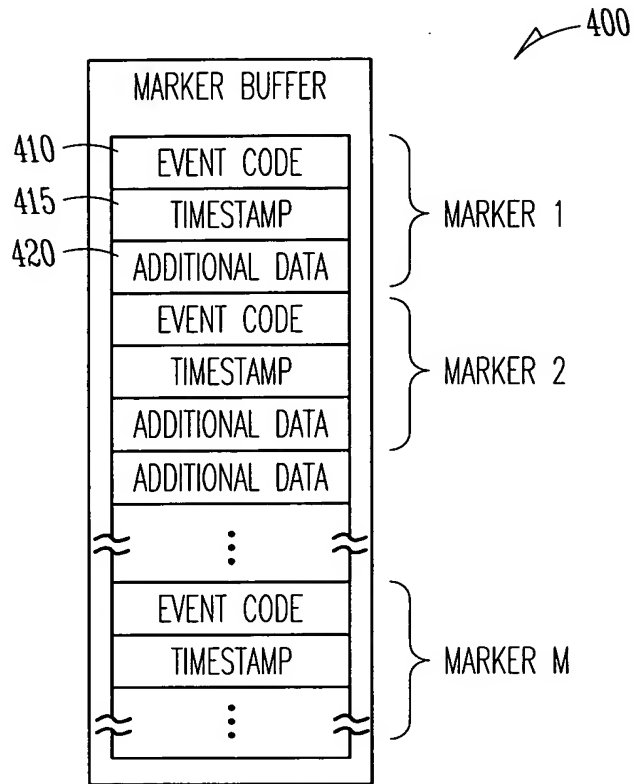 400
MARKER BUFFER
410
EVENT CODE
415
TIMESTAMP
MARKER 1
420
ADDITIONAL DATA
EVENT CODE
TIMESTAMP
MARKER 2
ADDITIONAL DATA
ADDITIONAL DATA
EVENT CODE
TIMESTAMP
MARKER M